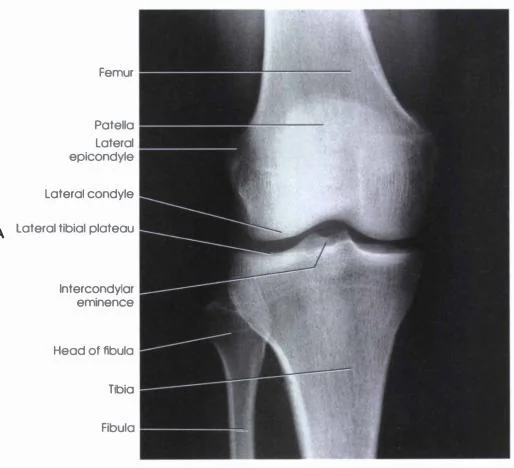 Femur
Patella
Lateral
epicondyle
Lateral condyle
A
Lateral tibial plateau
Intercondylar
eminence
Head of fibula
Tibia
Fibula